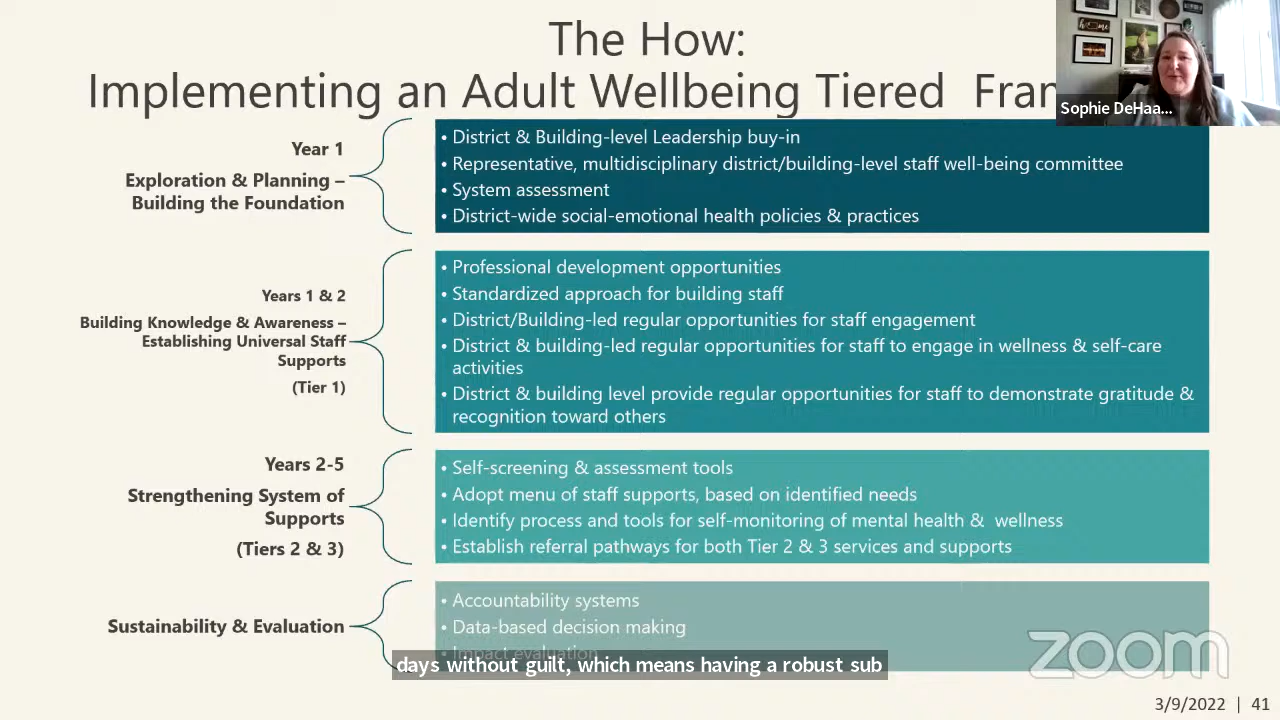 The How:
Implementing an Adult Wellbeing Tiered
Sophie DeHaa...
Year 1
Exploration & Planning –
Building the Foundation
• District & Building-level Leadership buy-in
• Representative, multidisciplinary district/building-level staff well-being committee
• System assessment
• District-wide social-emotional health policies & practices
Years 1 & 2
Building Knowledge & Awareness –
Establishing Universal Staff
Supports
(Tier 1)
• Professional development opportunities
• Standardized approach for building staff
• District/Building-led regular opportunities for staff engagement
• District & building-led regular opportunities for staff to engage in wellness & self-care
activities
• District & building level provide regular opportunities for staff to demonstrate gratitude &
recognition toward others
Years 2-5
Strengthening System of
Supports
(Tiers 2 & 3)
• Self-screening & assessment tools
• Adopt menu of staff supports, based on identified needs
• Identify process and tools for self-monitoring of mental health & wellness
• Establish referral pathways for both Tier 2 & 3 services and supports
Sustainability & Evaluation
• Accountability systems
• Data-based decision making
• Impact evaluation
days without guilt, which means having a robust sub
zoom
3/9/2022 | 41